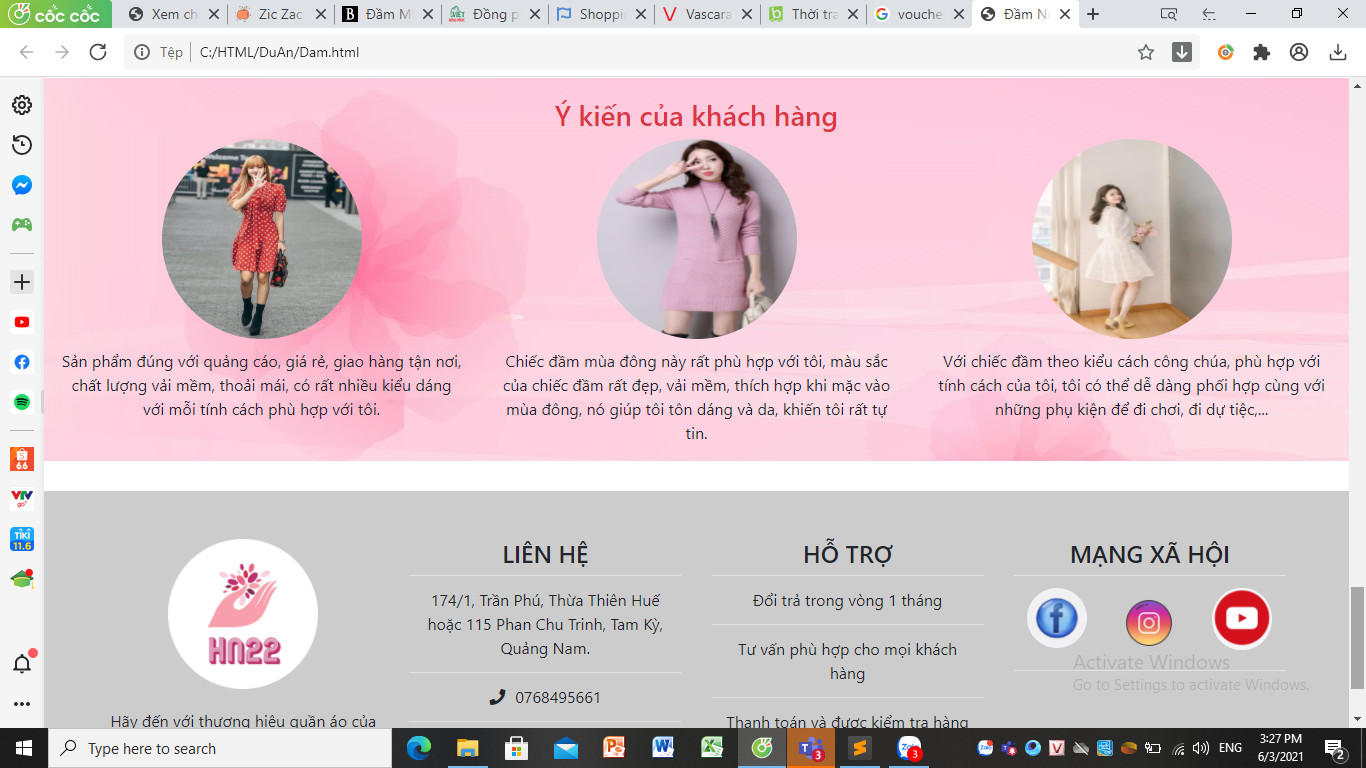 cốc cốc
Xem ch
Zic Zac
Đầm M
Đồng p
Shoppi
Vascara
Thời tra
vouche
Đầm N
Tệp
C:/HTML/DuAn/Dam.html
Ý kiến của khách hàng
Sản phẩm đúng với quảng cáo, giá rẻ, giao hàng tận nơi,
chất lượng vải mềm, thoải mái, có rất nhiều kiểu dáng
với mỗi tính cách phù hợp với tôi.
Chiếc đầm mùa đông này rất phù hợp với tôi, màu sắc
của chiếc đầm rất đẹp, vải mềm, thích hợp khi mặc vào
mùa đông, nó giúp tôi tôn dáng và da, khiến tôi rất tự
tin.
Với chiếc đầm theo kiểu cách công chúa, phù hợp với
tính cách của tôi, tôi có thể dễ dàng phối hợp cùng với
những phụ kiện để đi chơi, đi dự tiệc,...
HN22
Hãy đến với thương hiệu quần áo của
LIÊN HỆ
174/1, Trần Phú, Thừa Thiên Huế
hoặc 115 Phan Chu Trinh, Tam Kỳ,
Quảng Nam.
0768495661
HỖ TRỢ
Đổi trả trong vòng 1 tháng
Tư vấn phù hợp cho mọi khách
hàng
Thanh toán và được kiểm tra hàng
MẠNG XÃ HỘI
Activate Windows
Go to Settings to activate Windows.
Type here to search
ENG
3:27 PM
6/3/2021